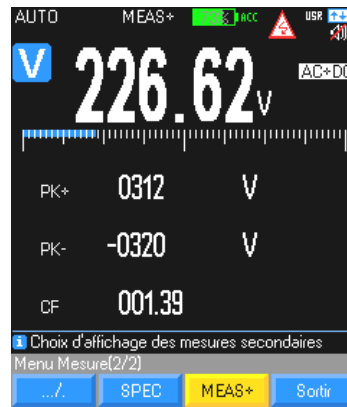 AUTO MEAS+ ACC USR
V 226.62 V AC+DC
PK+ 0312 V
PK- -0320 V
CF 001.39
Choix d'affichage des mesures secondaires
Menu Mesure(2/2)
.../. SPEC MEAS+ Sortir